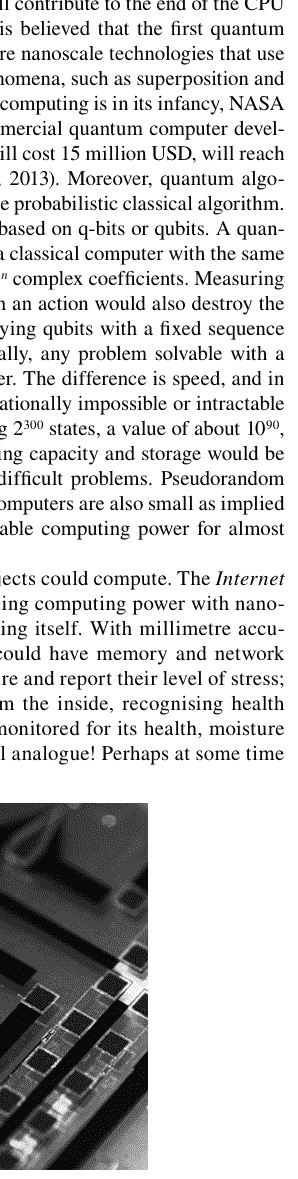 ll contribute to the end of the CPU
is believed that the first quantum
re nanoscale technologies that use
nomena, such as superposition and
computing is in its infancy, NASA
mercial quantum computer devel-
ill cost 15 million USD, will reach
, 2013). Moreover, quantum algo-
e probabilistic classical algorithm.
based on q-bits or qubits. A quan-
a classical computer with the same
ⁿ complex coefficients. Measuring
n an action would also destroy the
ying qubits with a fixed sequence
ally, any problem solvable with a
er. The difference is speed, and in
ationally impossible or intractable
g 2³⁰⁰ states, a value of about 10⁹⁰,
ing capacity and storage would be
difficult problems. Pseudorandom
omputers are also small as implied
able computing power for almost
jects could compute. The Internet
ling computing power with nano-
ing itself. With millimetre accu-
could have memory and network
re and report their level of stress;
m the inside, recognising health
monitored for its health, moisture
l analogue! Perhaps at some time